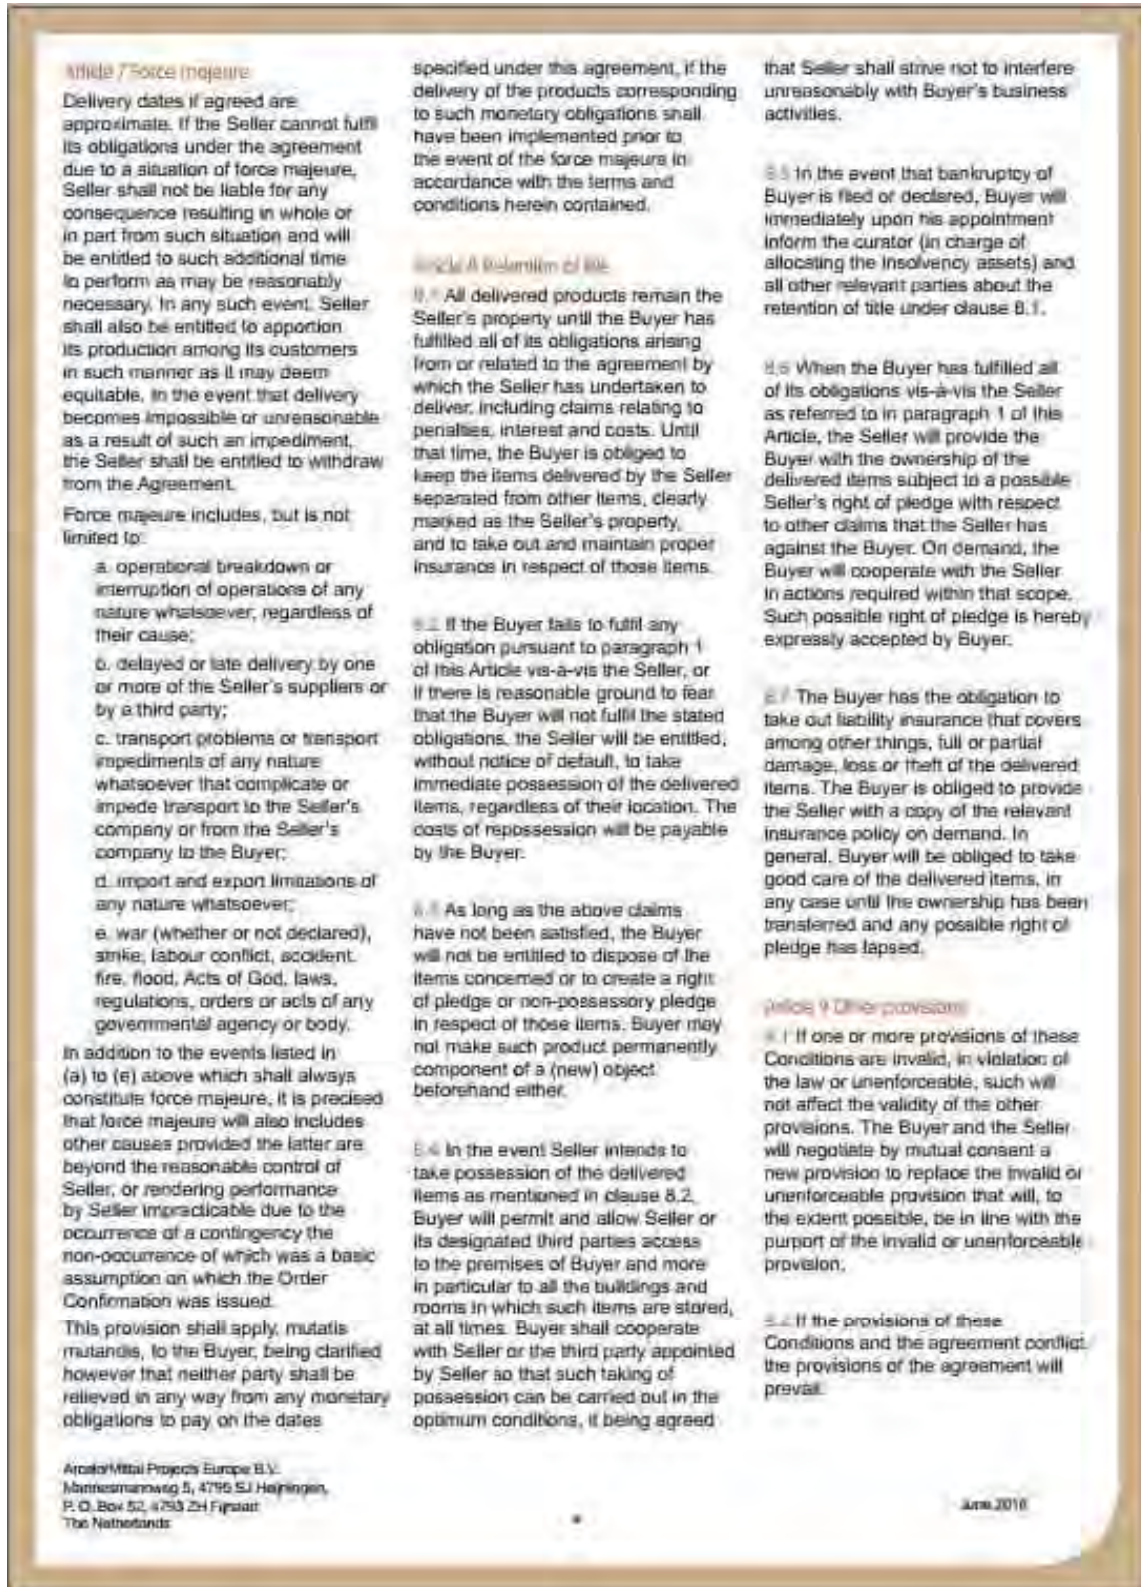 Article 7 Force majeure
Delivery dates if agreed are
approximate. If the Seller cannot fulfil
its obligations under the agreement
due to a situation of force majeure,
Seller shall not be liable for any
consequence resulting in whole or
in part from such situation and will
be entitled to such additional time
to perform as may be reasonably
necessary. In any such event, Seller
shall also be entitled to apportion
its production among its customers
in such manner as it may deem
equitable. In the event that delivery
becomes impossible or unreasonable
as a result of such an impediment,
the Seller shall be entitled to withdraw
from the Agreement.
Force majeure includes, but is not
limited to:
a. operational breakdown or
interruption of operations of any
nature whatsoever, regardless of
their cause;
b. delayed or late delivery by one
or more of the Seller's suppliers or
by a third party;
c. transport problems or transport
impediments of any nature
whatsoever that complicate or
impede transport to the Seller's
company or from the Seller's
company to the Buyer;
d. import and export limitations of
any nature whatsoever;
e. war (whether or not declared),
strike, labour conflict, accident,
fire, flood, Acts of God, laws,
regulations, orders or acts of any
governmental agency or body.
In addition to the events listed in
(a) to (e) above which shall always
constitute force majeure, it is precised
that force majeure will also includes
other causes provided the latter are
beyond the reasonable control of
Seller, or rendering performance
by Seller impracticable due to the
occurrence of a contingency the
non-occurrence of which was a basic
assumption on which the Order
Confirmation was issued.
This provision shall apply, mutatis
mutandis, to the Buyer, being clarified
however that neither party shall be
relieved in any way from any monetary
obligations to pay on the dates
specified under this agreement, if the
delivery of the products corresponding
to such monetary obligations shall
have been implemented prior to
the event of the force majeure in
accordance with the terms and
conditions herein contained.
Article 8 Retention of title
8.1 All delivered products remain the
Seller's property until the Buyer has
fulfilled all of its obligations arising
from or related to the agreement by
which the Seller has undertaken to
deliver, including claims relating to
penalties, interest and costs. Until
that time, the Buyer is obliged to
keep the items delivered by the Seller
separated from other items, clearly
marked as the Seller's property,
and to take out and maintain proper
insurance in respect of those items.
8.2 If the Buyer fails to fulfil any
obligation pursuant to paragraph 1
of this Article vis-à-vis the Seller, or
if there is reasonable ground to fear
that the Buyer will not fulfil the stated
obligations, the Seller will be entitled,
without notice of default, to take
immediate possession of the delivered
items, regardless of their location. The
costs of repossession will be payable
by the Buyer.
8.3 As long as the above claims
have not been satisfied, the Buyer
will not be entitled to dispose of the
items concerned or to create a right
of pledge or non-possessory pledge
in respect of those items. Buyer may
not make such product permanently
component of a (new) object
beforehand either.
8.4 In the event Seller intends to
take possession of the delivered
items as mentioned in clause 8.2,
Buyer will permit and allow Seller or
its designated third parties access
to the premises of Buyer and more
in particular to all the buildings and
rooms in which such items are stored,
at all times. Buyer shall cooperate
with Seller or the third party appointed
by Seller so that such taking of
possession can be carried out in the
optimum conditions, it being agreed
that Seller shall strive not to interfere
unreasonably with Buyer's business
activities.
8.5 In the event that bankruptcy of
Buyer is filed or declared, Buyer will
immediately upon his appointment
inform the curator (in charge of
allocating the insolvency assets) and
all other relevant parties about the
retention of title under clause 8.1.
8.6 When the Buyer has fulfilled all
of its obligations vis-à-vis the Seller
as referred to in paragraph 1 of this
Article, the Seller will provide the
Buyer with the ownership of the
delivered items subject to a possible
Seller's right of pledge with respect
to other claims that the Seller has
against the Buyer. On demand, the
Buyer will cooperate with the Seller
in actions required within that scope.
Such possible right of pledge is hereby
expressly accepted by Buyer.
8.7 The Buyer has the obligation to
take out liability insurance that covers
among other things, full or partial
damage, loss or theft of the delivered
items. The Buyer is obliged to provide
the Seller with a copy of the relevant
insurance policy on demand. In
general, Buyer will be obliged to take
good care of the delivered items, in
any case until the ownership has been
transferred and any possible right of
pledge has lapsed.
Article 9 Other provisions
9.1 If one or more provisions of these
Conditions are invalid, in violation of
the law or unenforceable, such will
not affect the validity of the other
provisions. The Buyer and the Seller
will negotiate by mutual consent a
new provision to replace the invalid or
unenforceable provision that will, to
the extent possible, be in line with the
purport of the invalid or unenforceable
provision.
9.2 If the provisions of these
Conditions and the agreement conflict,
the provisions of the agreement will
prevail.
ArcelorMittal Projects Europe B.V.
Mannesmannweg 5, 4795 SJ Heijningen,
P. O. Box 52, 4793 ZH Fijnaart
The Netherlands
June 2016